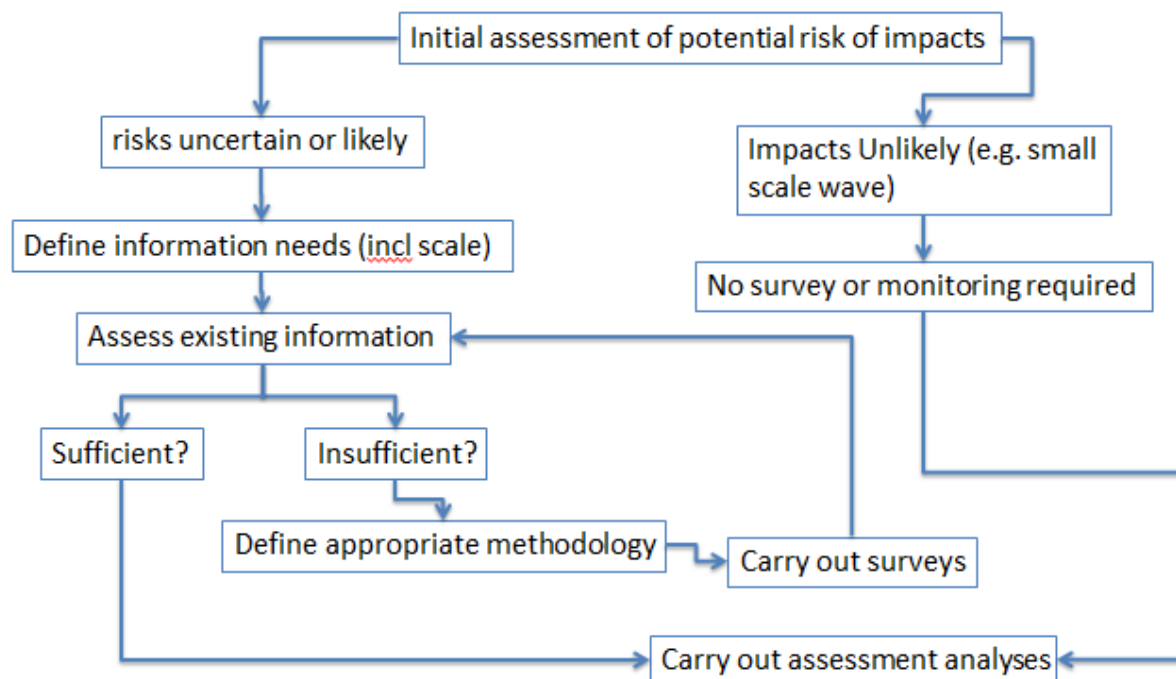 Initial assessment of potential risk of impacts
risks uncertain or likely
Impacts Unlikely (e.g. small
scale wave)
Define information needs (incl scale)
No survey or monitoring required
Assess existing information
Sufficient?
Insufficient?
Define appropriate methodology
Carry out surveys
Carry out assessment analyses